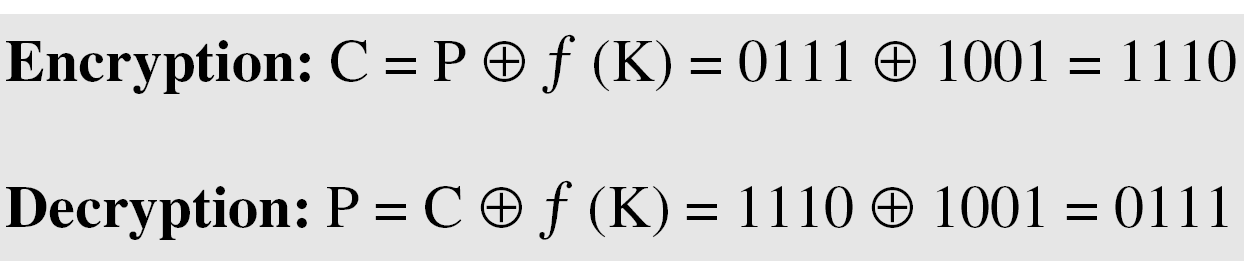 Encryption: C = P ⊕ f (K) = 0111 ⊕ 1001 = 1110
Decryption: P = C ⊕ f (K) = 1110 ⊕ 1001 = 0111